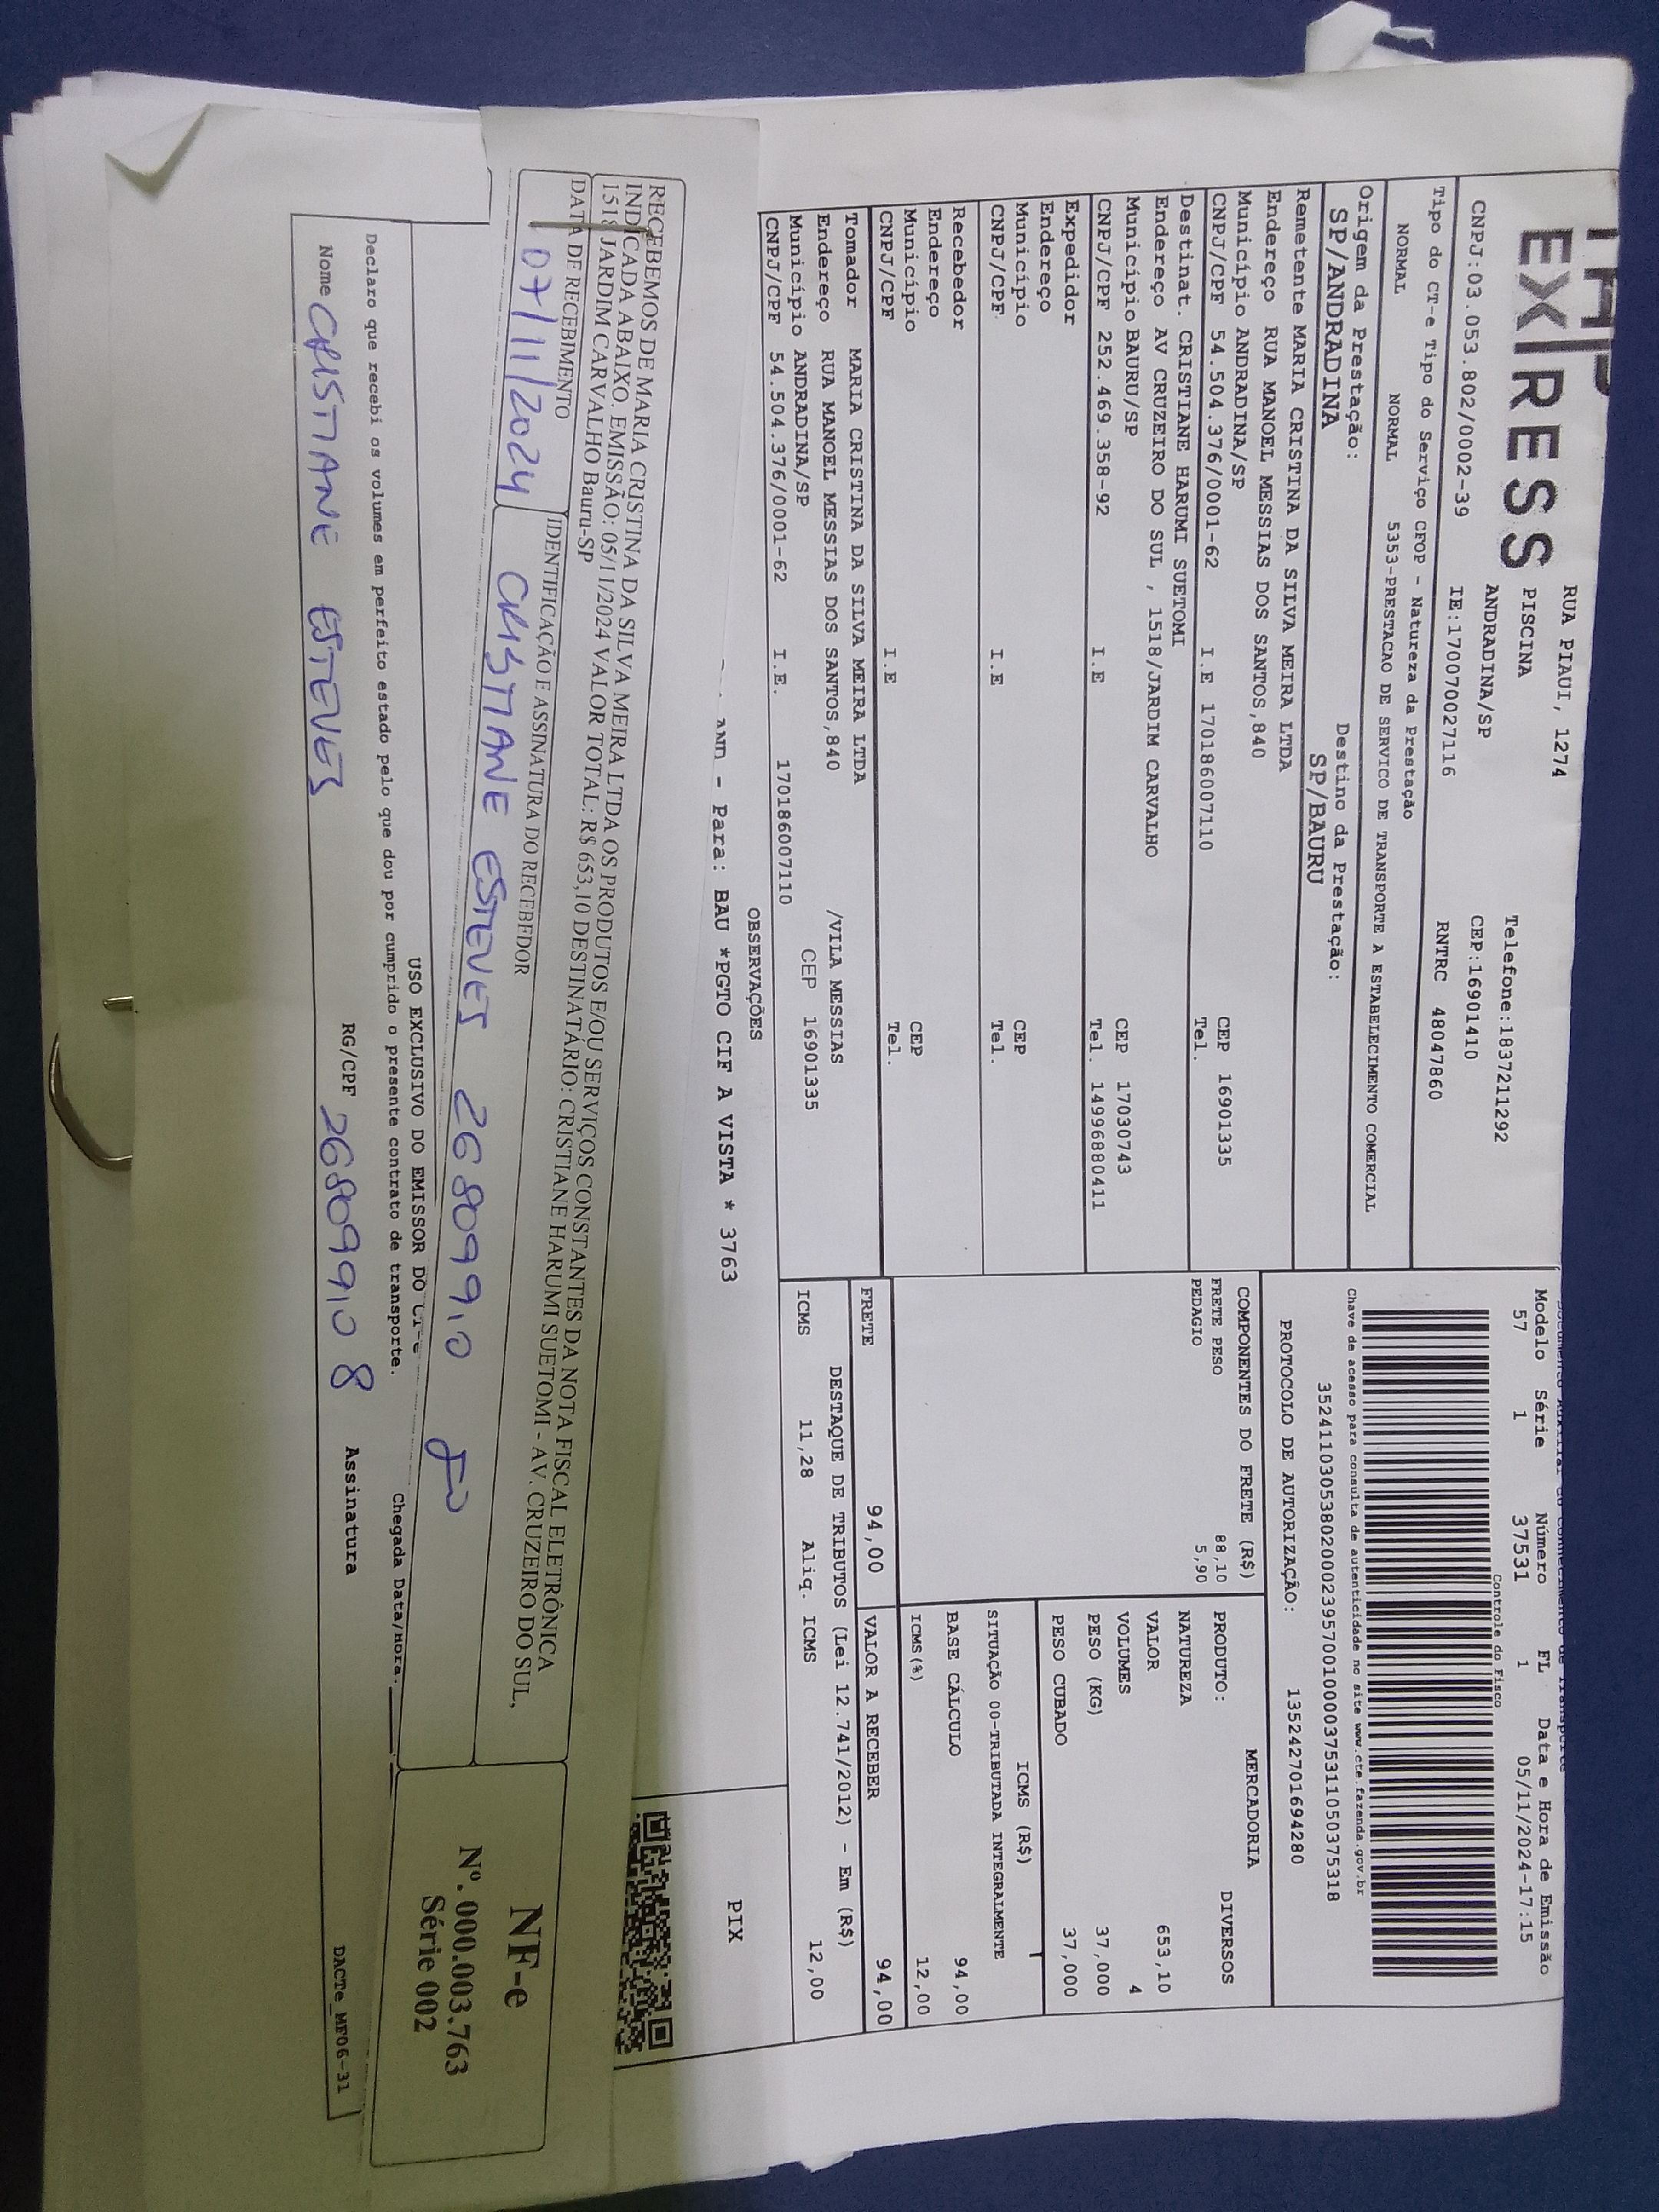 EXPRESS
RUA PIAUI, 1274
PISCINA
ANDRADINA/SP
Telefone:1837211292
CEP:16901410
CNPJ:03.053.802/0002-39 IE:170070027116 RNTRC 48047860
Tipo do CT-e Tipo do Serviço CFOP - Natureza da Prestação
NORMAL NORMAL 5353-PRESTACAO DE SERVICO DE TRANSPORTE A ESTABELECIMENTO COMERCIAL
Origem da Prestação: Destino da Prestação:
SP/ANDRADINA SP/BAURU
Remetente MARIA CRISTINA DA SILVA MEIRA LTDA
Endereço RUA MANOEL MESSIAS DOS SANTOS,840
Município ANDRADINA/SP CEP 16901335
CNPJ/CPF 54.504.376/0001-62 I.E 170186007110 Tel.
Destinat. CRISTIANE HARUMI SUETOMI
Endereço AV CRUZEIRO DO SUL , 1518/JARDIM CARVALHO
Município BAURU/SP CEP 17030743
CNPJ/CPF 252.469.358-92 I.E Tel. 14996880411
Expedidor
Endereço
Município CEP
CNPJ/CPF I.E Tel.
Recebedor
Endereço
Município CEP
CNPJ/CPF I.E Tel.
Tomador MARIA CRISTINA DA SILVA MEIRA LTDA
Endereço RUA MANOEL MESSIAS DOS SANTOS,840 /VILA MESSIAS
Município ANDRADINA/SP CEP 16901335
CNPJ/CPF 54.504.376/0001-62 I.E. 170186007110
Documento Auxiliar do Conhecimento de Transporte
Modelo Série Número FL Data e Hora de Emissão
57 1 37531 1 05/11/2024-17:15
Controle do Fisco
Chave de acesso para consulta de autenticidade no site www.cte.fazenda.gov.br
35241103053802000239570010000375311050375318
PROTOCOLO DE AUTORIZAÇÃO: 135242701694280
COMPONENTES DO FRETE (R$)
FRETE PESO 88,10
PEDAGIO 5,90
MERCADORIA
PRODUTO: DIVERSOS
NATUREZA
VALOR 653,10
VOLUMES 4
PESO (KG) 37,000
PESO CUBADO 37,000
ICMS (R$)
SITUAÇÃO 00-TRIBUTADA INTEGRALMENTE
BASE CÁLCULO 94,00
ICMS(%) 12,00
FRETE 94,00 VALOR A RECEBER 94,00
DESTAQUE DE TRIBUTOS (Lei 12.741/2012) - Em (R$)
ICMS 11,28 Aliq. ICMS 12,00
OBSERVAÇÕES
AND - Para: BAU *PGTO CIF A VISTA * 3763
PIX
RECEBEMOS DE MARIA CRISTINA DA SILVA MEIRA LTDA OS PRODUTOS E/OU SERVIÇOS CONSTANTES DA NOTA FISCAL ELETRÔNICA
INDICADA ABAIXO. EMISSÃO: 05/11/2024 VALOR TOTAL: R$ 653,10 DESTINATÁRIO: CRISTIANE HARUMI SUETOMI - AV. CRUZEIRO DO SUL,
1518 JARDIM CARVALHO Bauru-SP
DATA DE RECEBIMENTO IDENTIFICAÇÃO E ASSINATURA DO RECEBEDOR
07/11/2024 CRISTIANE ESTEVES 26809910 8
NF-e
Nº. 000.003.763
Série 002
USO EXCLUSIVO DO EMISSOR DO CT-e
Chegada Data/Hora:
Declaro que recebi os volumes em perfeito estado pelo que dou por cumprido o presente contrato de transporte.
Nome CRISTIANE ESTEVES RG/CPF 26809910 8 Assinatura
DACTe_MF06-31